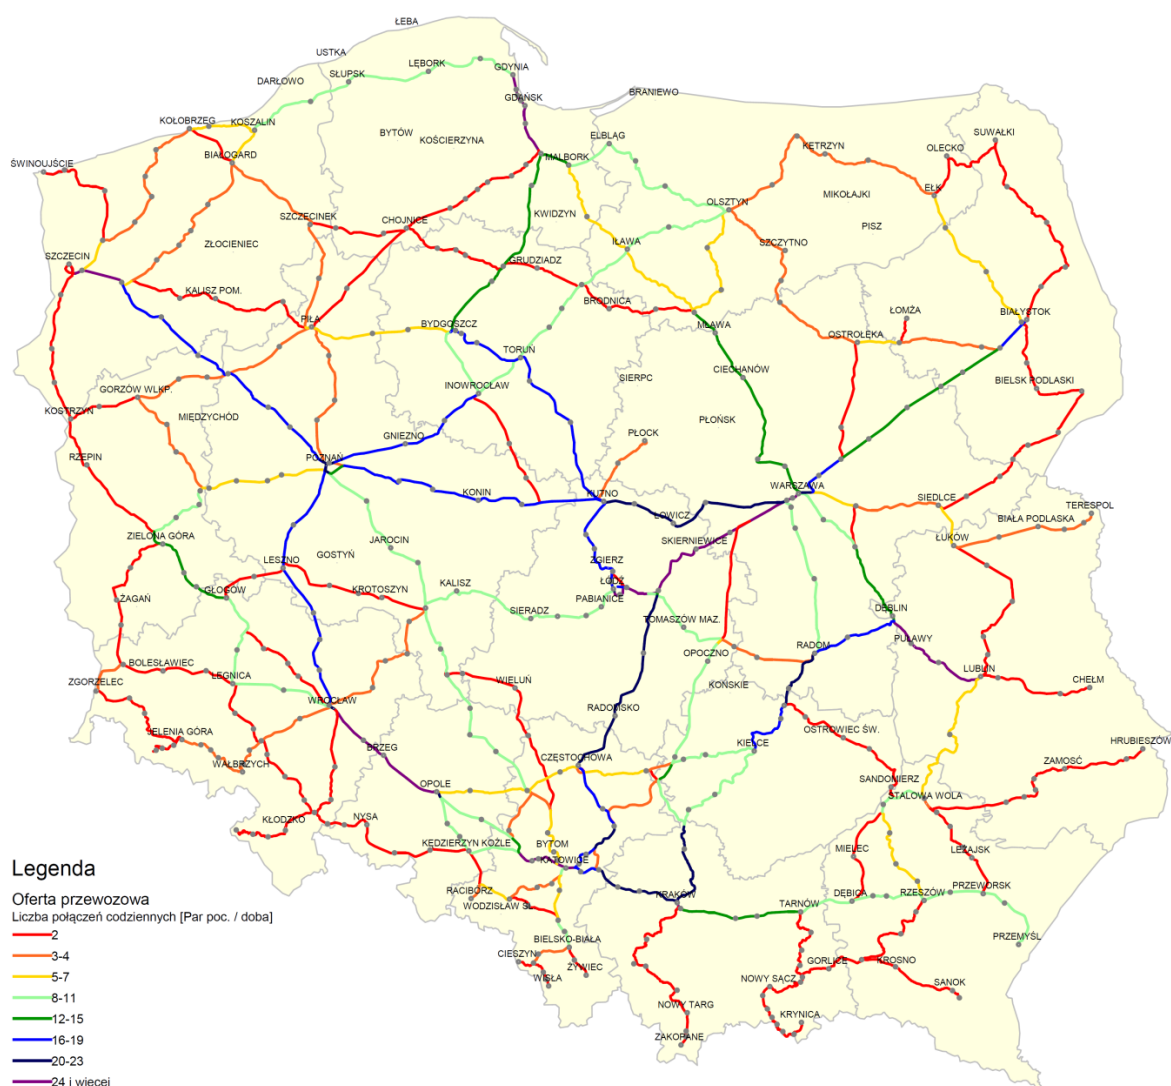 ŁEBA
USTKA
LĘBORK
GDYNIA
SŁUPSK
DARŁOWO
BRANIEWO
GDAŃSK
KOŁOBRZEG
KOSZALIN
BYTÓW
KOŚCIERZYNA
ELBLĄG
SUWAŁKI
KĘTRZYN
OLECKO
BIAŁOGARD
MALBORK
ŚWINOUJŚCIE
EŁK
MIKOŁAJKI
OLSZTYN
KWIDZYN
SZCZECINEK
CHOJNICE
PISZ
ZŁOCIENIEC
IŁAWA
SZCZYTNO
SZCZECIN
GRUDZIADZ
KALISZ POM.
BRODNICA
ŁOMŻA
BIAŁYSTOK
PIŁA
BYDGOSZCZ
MŁAWA
OSTROŁĘKA
TORUŃ
CIECHANÓW
SIERPC
GORZÓW WLKP.
INOWROCŁAW
BIELSK PODLASKI
KOSTRZYN
MIĘDZYCHÓD
PŁOŃSK
GNIEZNO
PŁOCK
RZEPIN
POZNAŃ
WARSZAWA
KONIN
KUTNO
SIEDLCE
TERESPOL
ŁOWICZ
BIAŁA PODLASKA
ZIELONA GÓRA
JAROCIN
SKIERNIEWICE
ŁUKÓW
GOSTYŃ
LESZNO
ZGIERZ
ŁÓDŹ
GŁOGÓW
KROTOSZYN
KALISZ
ŻAGAŃ
PABIANICE
DĘBLIN
SIERADZ
TOMASZÓW MAZ.
PUŁAWY
OPOCZNO
RADOM
BOLESŁAWIEC
LUBLIN
LEGNICA
WIELUŃ
ZGORZELEC
CHEŁM
KOŃSKIE
WROCŁAW
RADOMSKO
JELENIA GÓRA
OSTROWIEC ŚW.
BRZEG
KIELCE
HRUBIESZÓW
CZĘSTOCHOWA
WAŁBRZYCH
ZAMOŚĆ
SANDOMIERZ
OPOLE
STALOWA WOLA
KŁODZKO
NYSA
KĘDZIERZYN KOŹLE
BYTOM
LEŻAJSK
MIELEC
KATOWICE
Legenda
RACIBÓRZ
KRAKÓW
DĘBICA
RZESZÓW
PRZEWORSK
Oferta przewozowa
WODZISŁAW ŚL.
TARNÓW
Liczba połączeń codziennych [Par poc. / doba]
PRZEMYŚL
2
BIELSKO-BIAŁA
3-4
CIESZYN
GORLICE
KROSNO
5-7
WISŁA
ŻYWIEC
NOWY SĄCZ
SANOK
8-11
NOWY TARG
KRYNICA
12-15
ZAKOPANE
16-19
20-23
24 i więcej